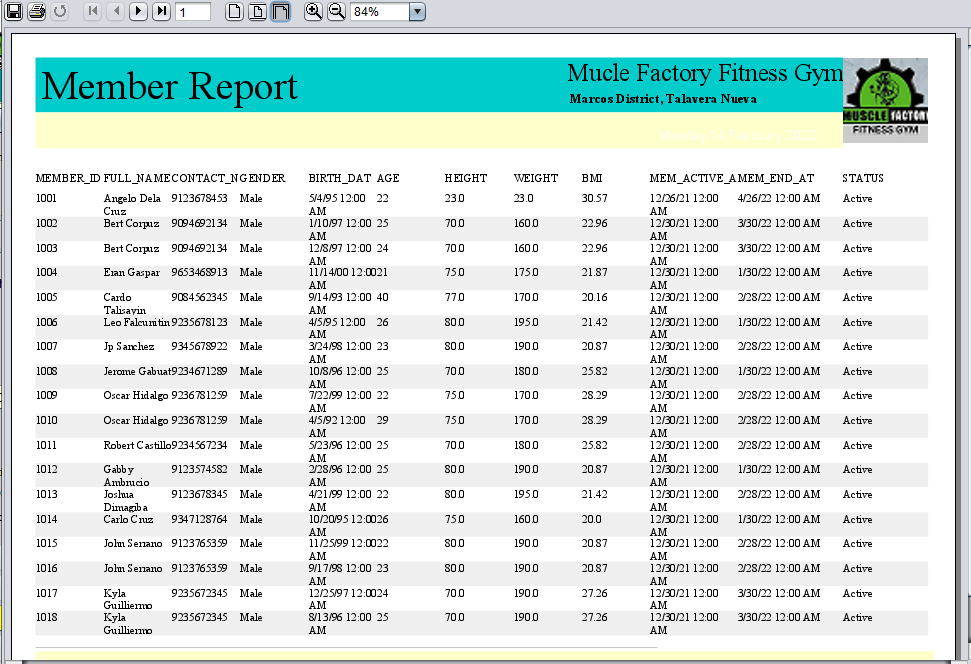 1
84%
Member Report
Mucle Factory Fitness Gym
Marcos District, Talavera Nueva
MUSCLE FACTORY
FITNESS GYM
MEMBER_ID FULL_NAME CONTACT_N GENDER BIRTH_DAT AGE HEIGHT WEIGHT BMI MEM_ACTIVE_A MEM_END_AT STATUS
1001 Angelo Dela 9123678453 Male 5/4/95 12:00 22 23.0 23.0 30.57 12/26/21 12:00 4/26/22 12:00 AM Active
Cruz AM AM
1002 Bert Corpuz 9094692134 Male 1/10/97 12:00 25 70.0 160.0 22.96 12/30/21 12:00 3/30/22 12:00 AM Active
AM AM
1003 Bert Corpuz 9094692134 Male 12/8/97 12:00 24 70.0 160.0 22.96 12/30/21 12:00 3/30/22 12:00 AM Active
AM AM
1004 Eran Gaspar 9653468913 Male 11/14/00 12:00 21 75.0 175.0 21.87 12/30/21 12:00 1/30/22 12:00 AM Active
AM AM
1005 Cardo 9084562345 Male 9/14/93 12:00 40 77.0 170.0 20.16 12/30/21 12:00 2/28/22 12:00 AM Active
Talisayin AM AM
1006 Leo Falcunitin 9235678123 Male 4/5/95 12:00 26 80.0 195.0 21.42 12/30/21 12:00 1/30/22 12:00 AM Active
AM AM
1007 Jp Sanchez 9345678922 Male 3/24/98 12:00 23 80.0 190.0 20.87 12/30/21 12:00 2/28/22 12:00 AM Active
AM AM
1008 Jerome Gabuat 9234671289 Male 10/8/96 12:00 25 70.0 180.0 25.82 12/30/21 12:00 1/30/22 12:00 AM Active
AM AM
1009 Oscar Hidalgo 9236781259 Male 7/22/99 12:00 22 75.0 170.0 28.29 12/30/21 12:00 2/28/22 12:00 AM Active
AM AM
1010 Oscar Hidalgo 9236781259 Male 4/5/92 12:00 29 75.0 170.0 28.29 12/30/21 12:00 2/28/22 12:00 AM Active
AM AM
1011 Robert Castillo 9234567234 Male 5/23/96 12:00 25 70.0 180.0 25.82 12/30/21 12:00 2/28/22 12:00 AM Active
AM AM
1012 Gabby 9123574582 Male 2/28/96 12:00 25 80.0 190.0 20.87 12/30/21 12:00 1/30/22 12:00 AM Active
Ambrucio AM AM
1013 Joshua 9123678345 Male 4/21/99 12:00 22 80.0 195.0 21.42 12/30/21 12:00 2/28/22 12:00 AM Active
Dimagiba AM AM
1014 Carlo Cruz 9347128764 Male 10/20/95 12:00 26 75.0 160.0 20.0 12/30/21 12:00 1/30/22 12:00 AM Active
AM AM
1015 John Serrano 9123765359 Male 11/25/99 12:00 22 80.0 190.0 20.87 12/30/21 12:00 2/28/22 12:00 AM Active
AM AM
1016 John Serrano 9123765359 Male 9/17/98 12:00 23 80.0 190.0 20.87 12/30/21 12:00 2/28/22 12:00 AM Active
AM AM
1017 Kyla 9235672345 Male 12/25/97 12:00 24 70.0 190.0 27.26 12/30/21 12:00 3/30/22 12:00 AM Active
Guilliermo AM AM
1018 Kyla 9235672345 Male 8/13/96 12:00 25 70.0 190.0 27.26 12/30/21 12:00 3/30/22 12:00 AM Active
Guilliermo AM AM